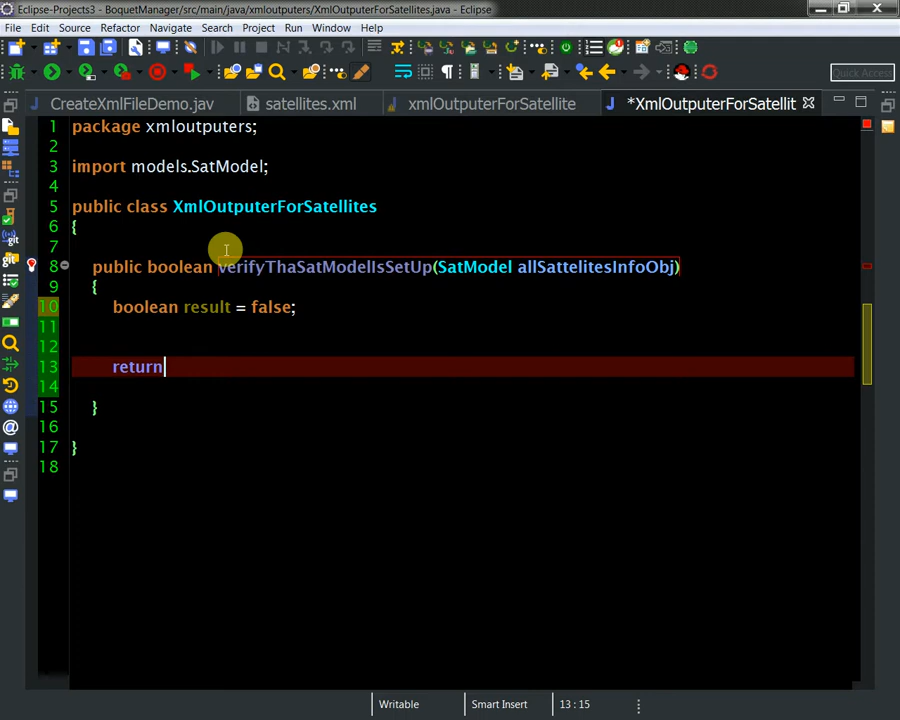 Eclipse-Projects3 - BoquetManager/src/main/java/xmloutputers/XmlOutputerForSatellites.java - Eclipse
File Edit Source Refactor Navigate Search Project Run Window Help
Quick Access
CreateXmlFileDemo.jav satellites.xml xmlOutputerForSatellite *XmlOutputerForSatellit
1 package xmloutputers;
2
3 import models.SatModel;
4
5 public class XmlOutputerForSatellites
6 {
7
8 public boolean verifyThaSatModelIsSetUp(SatModel allSattelitesInfoObj)
9 {
10 boolean result = false;
11
12
13 return
14
15 }
16
17 }
18
Writable Smart Insert 13 : 15